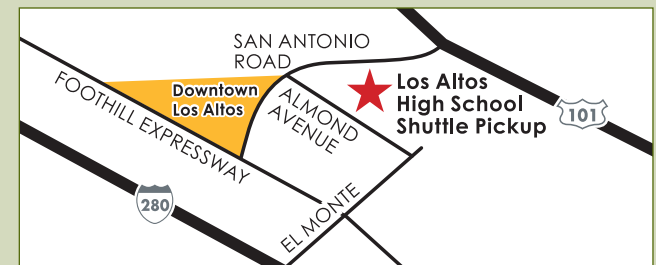 SAN ANTONIO
ROAD
Downtown
Los Altos
FOOTHILL EXPRESSWAY
ALMOND
AVENUE
Los Altos
High School
Shuttle Pickup
101
280
EL MONTE